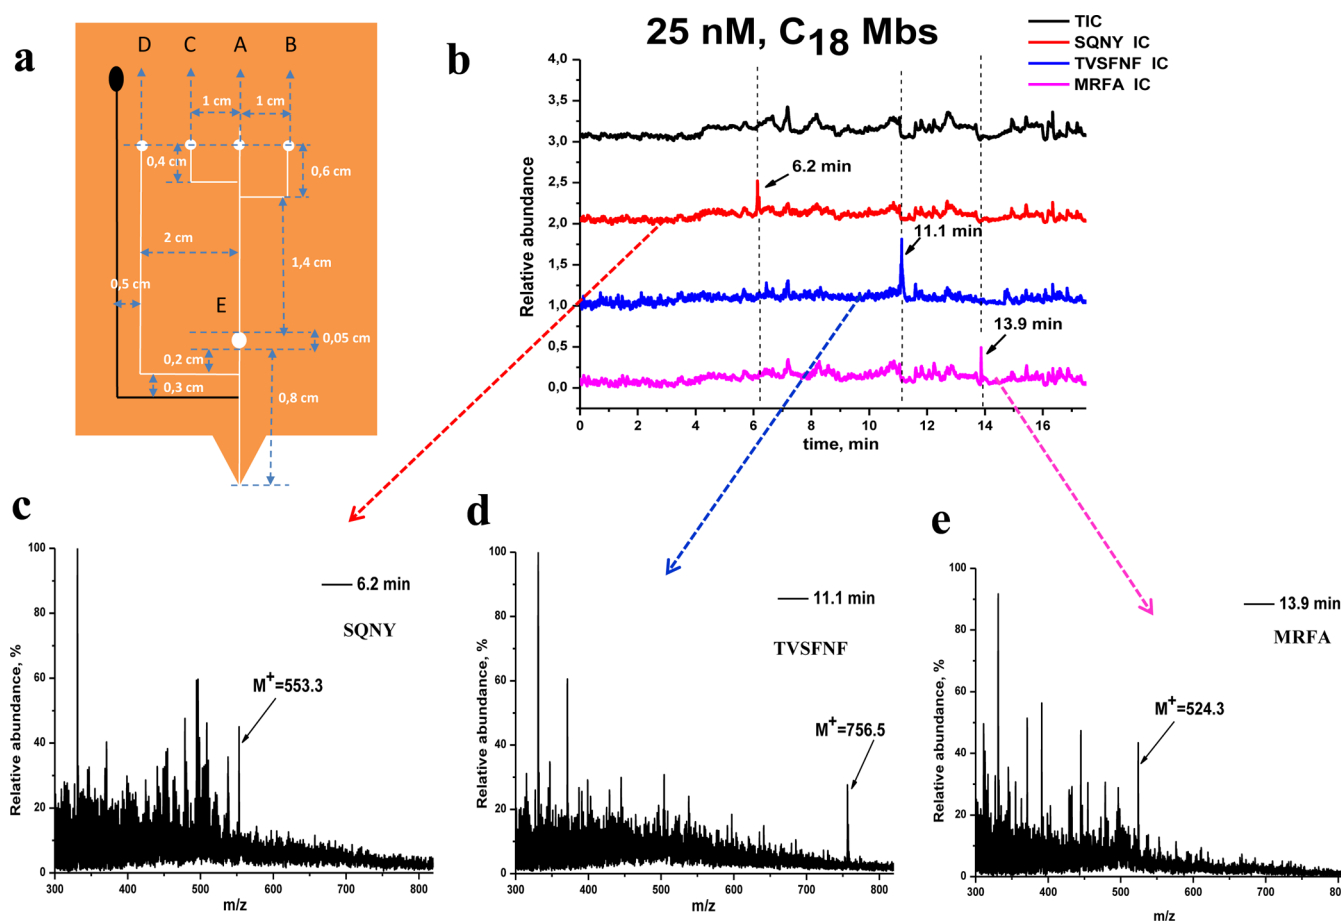 a
D C A B
1 cm 1 cm
0,4 cm
0,6 cm
2 cm
1,4 cm
0,5 cm
E
0,05 cm
0,2 cm
0,3 cm
0,8 cm
b
25 nM, C18 Mbs
TIC
SQNY IC
TVSFNF IC
MRFA IC
Relative abundance
4,0
3,5
3,0
2,5
2,0
1,5
1,0
0,5
0,0
6.2 min
11.1 min
13.9 min
0 2 4 6 8 10 12 14 16
time, min
c
Relative abundance, %
100
80
60
40
20
0
6.2 min
SQNY
M+=553.3
300 400 500 600 700 800
m/z
d
Relative abundance, %
100
80
60
40
20
0
11.1 min
TVSFNF
M+=756.5
300 400 500 600 700 800
m/z
e
Relative abundance, %
100
80
60
40
20
0
13.9 min
MRFA
M+=524.3
300 400 500 600 700 800
m/z